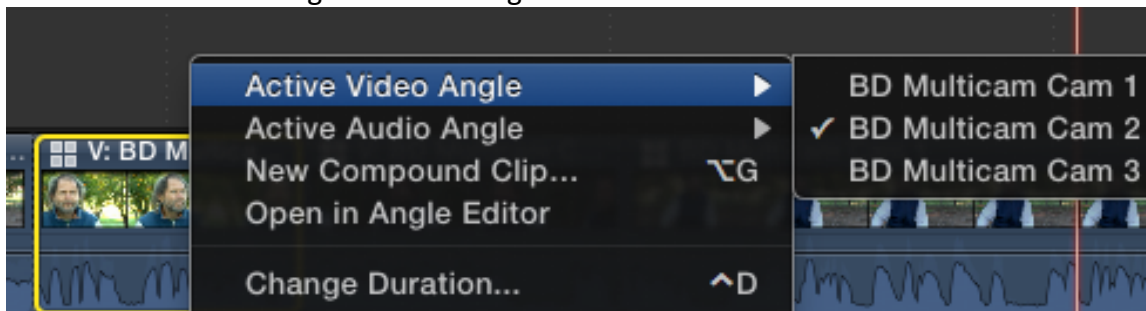 Active Video Angle
Active Audio Angle
New Compound Clip... ⌥G
Open in Angle Editor
Change Duration... ^D
BD Multicam Cam 1
✓ BD Multicam Cam 2
BD Multicam Cam 3
V: BD M